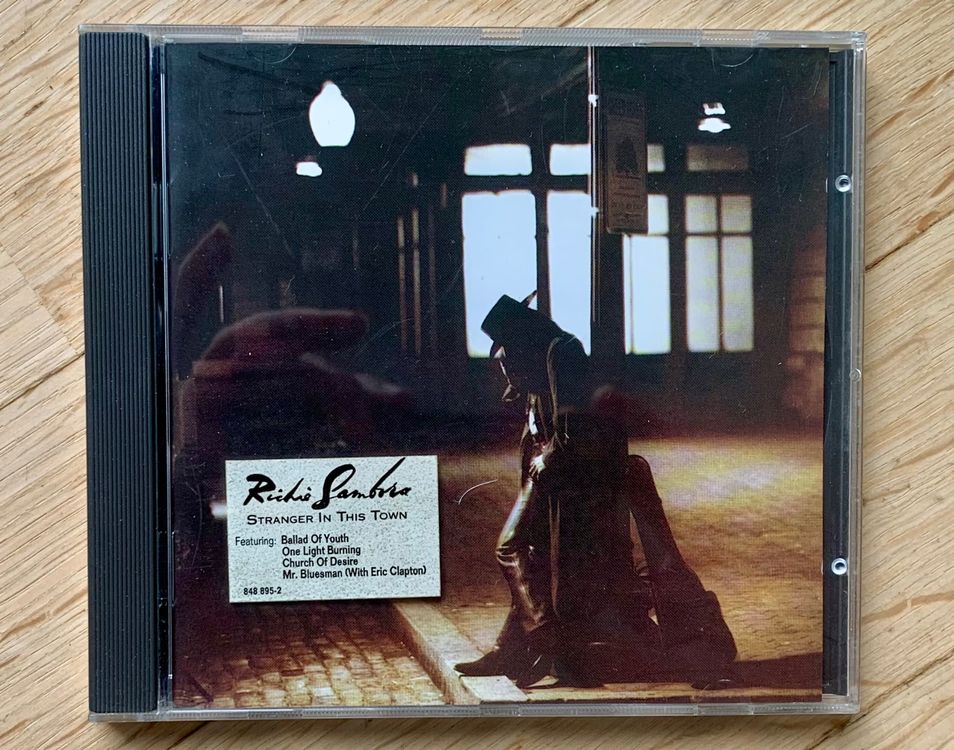 Richie Sambora
STRANGER IN THIS TOWN
Featuring: Ballad Of Youth
One Light Burning
Church Of Desire
Mr. Bluesman (With Eric Clapton)
848 895-2